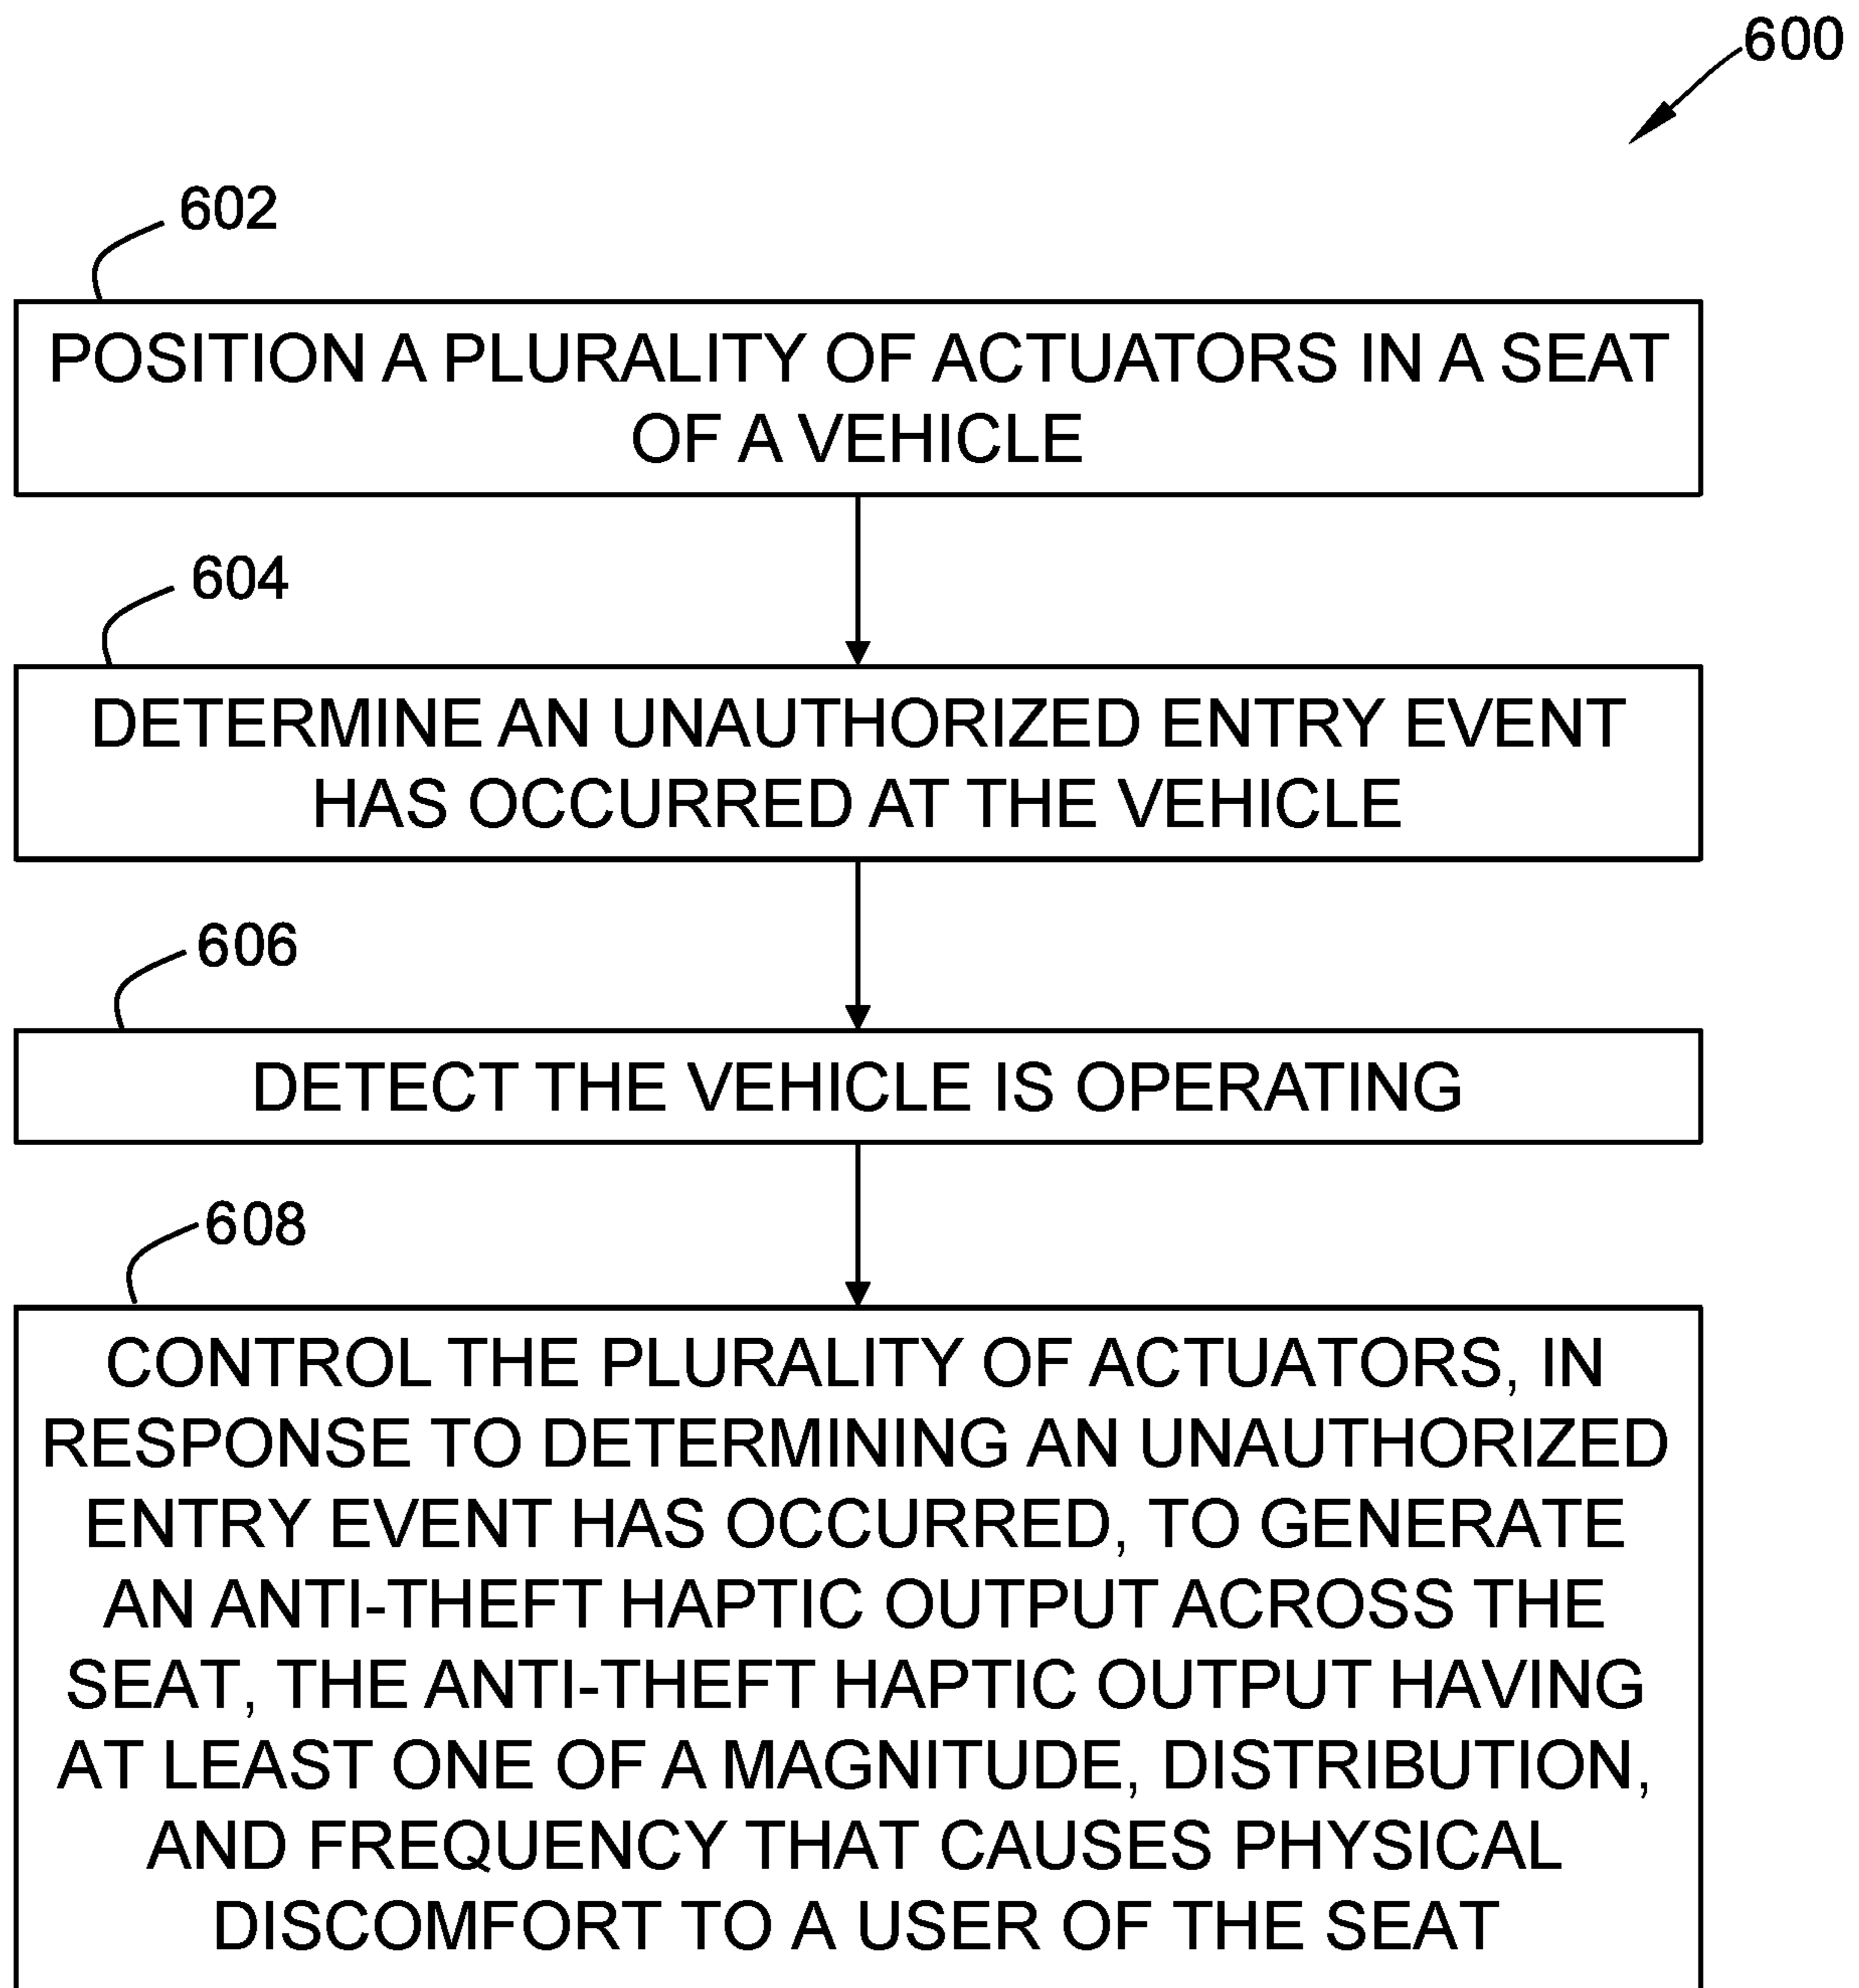 600
602
POSITION A PLURALITY OF ACTUATORS IN A SEAT
OF A VEHICLE
604
DETERMINE AN UNAUTHORIZED ENTRY EVENT
HAS OCCURRED AT THE VEHICLE
606
DETECT THE VEHICLE IS OPERATING
608
CONTROL THE PLURALITY OF ACTUATORS, IN
RESPONSE TO DETERMINING AN UNAUTHORIZED
ENTRY EVENT HAS OCCURRED, TO GENERATE
AN ANTI-THEFT HAPTIC OUTPUT ACROSS THE
SEAT, THE ANTI-THEFT HAPTIC OUTPUT HAVING
AT LEAST ONE OF A MAGNITUDE, DISTRIBUTION,
AND FREQUENCY THAT CAUSES PHYSICAL
DISCOMFORT TO A USER OF THE SEAT